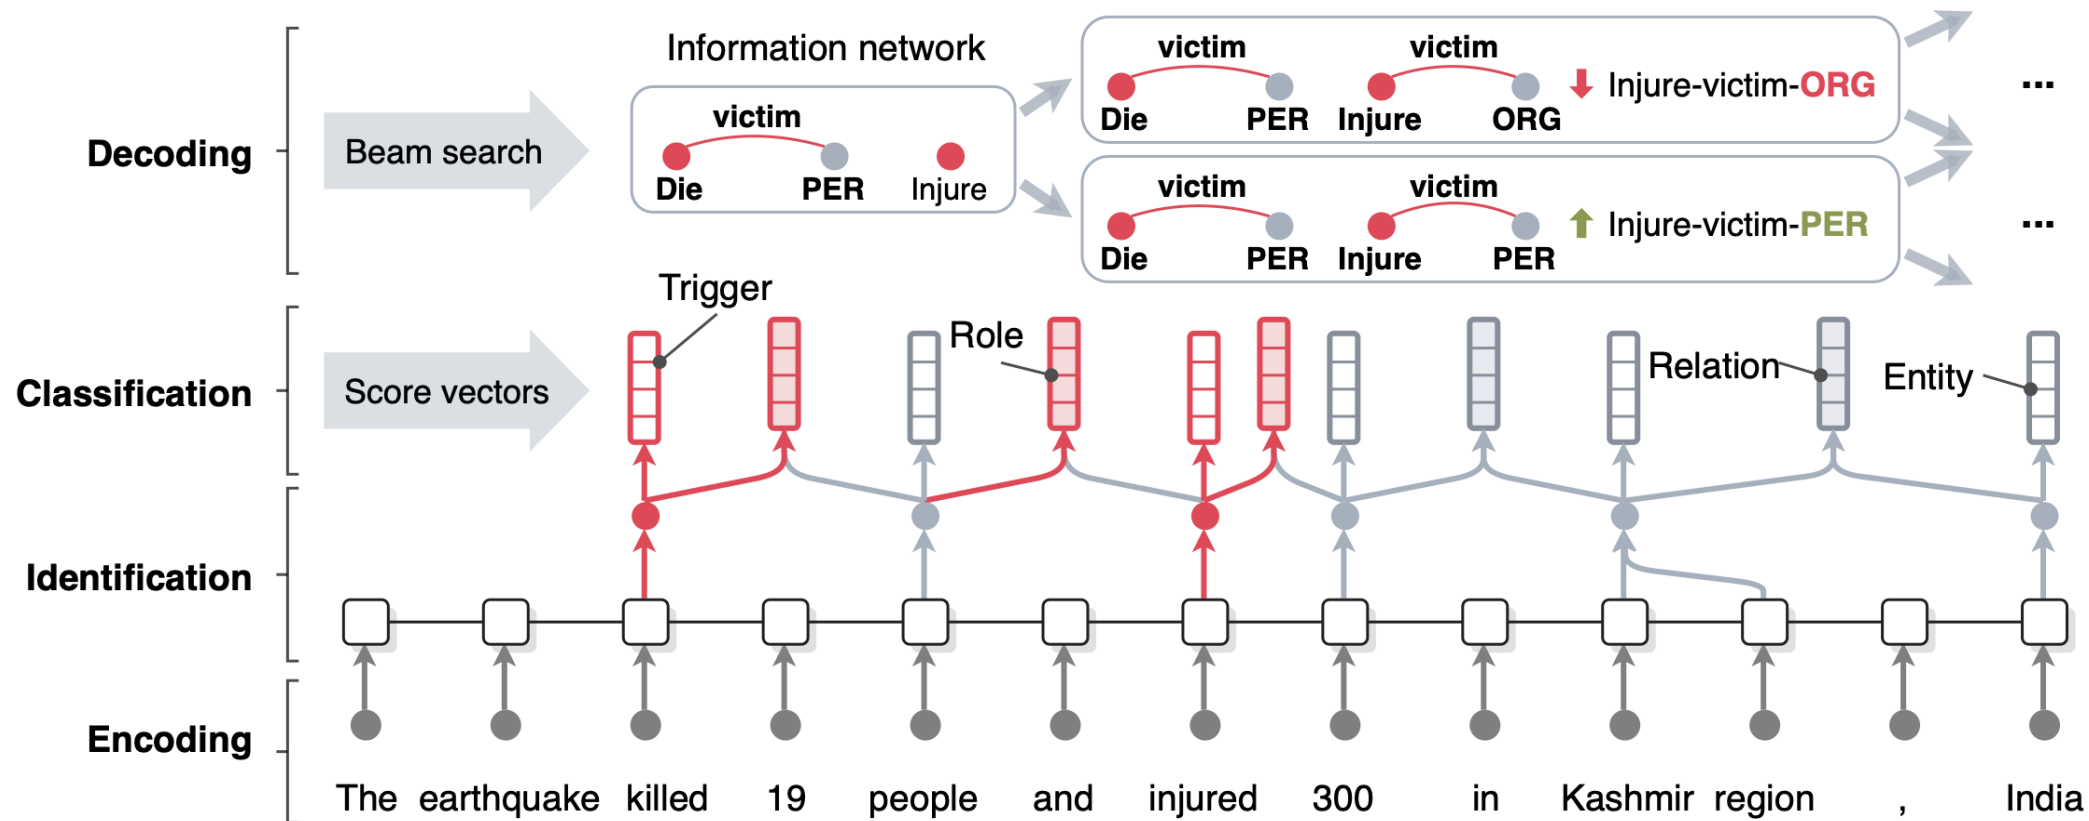 Decoding
Beam search
Information network
victim
Die
PER
Injure
victim
victim
Die
PER
Injure
ORG
Injure-victim-ORG
...
victim
victim
Die
PER
Injure
PER
Injure-victim-PER
...
Classification
Score vectors
Trigger
Role
Relation
Entity
Identification
Encoding
The earthquake killed 19 people and injured 300 in Kashmir region , India